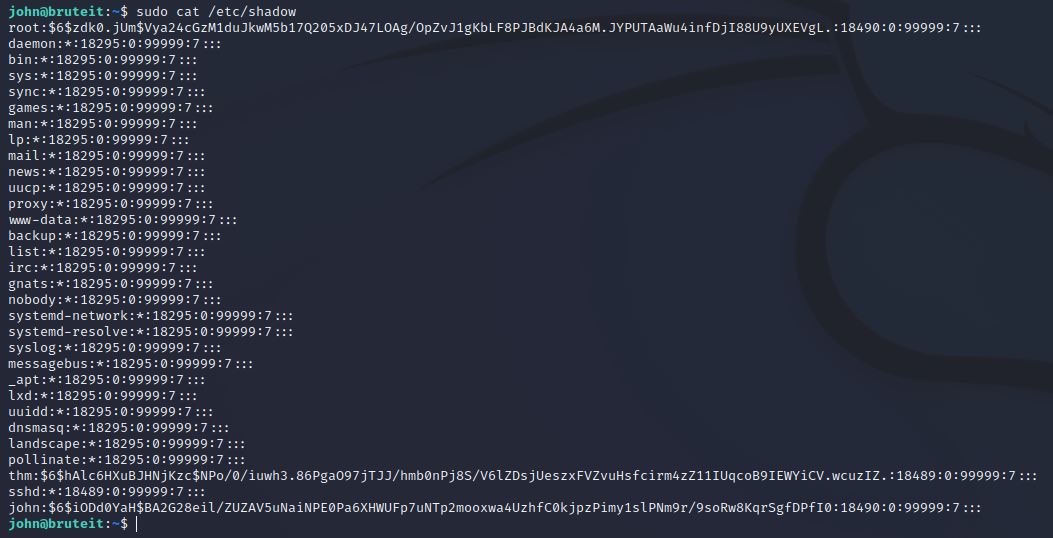 john@bruteit:~$ sudo cat /etc/shadow
root:$6$zdk0.jUm$Vya24cGzM1duJkwM5b17Q205xDJ47LOAg/OpZvJ1gKbLF8PJBdKJA4a6M.JYPUTAaWu4infDjI88U9yUXEVgL.:18490:0:99999:7:::
daemon:*:18295:0:99999:7:::
bin:*:18295:0:99999:7:::
sys:*:18295:0:99999:7:::
sync:*:18295:0:99999:7:::
games:*:18295:0:99999:7:::
man:*:18295:0:99999:7:::
lp:*:18295:0:99999:7:::
mail:*:18295:0:99999:7:::
news:*:18295:0:99999:7:::
uucp:*:18295:0:99999:7:::
proxy:*:18295:0:99999:7:::
www-data:*:18295:0:99999:7:::
backup:*:18295:0:99999:7:::
list:*:18295:0:99999:7:::
irc:*:18295:0:99999:7:::
gnats:*:18295:0:99999:7:::
nobody:*:18295:0:99999:7:::
systemd-network:*:18295:0:99999:7:::
systemd-resolve:*:18295:0:99999:7:::
syslog:*:18295:0:99999:7:::
messagebus:*:18295:0:99999:7:::
_apt:*:18295:0:99999:7:::
lxd:*:18295:0:99999:7:::
uuidd:*:18295:0:99999:7:::
dnsmasq:*:18295:0:99999:7:::
landscape:*:18295:0:99999:7:::
pollinate:*:18295:0:99999:7:::
thm:$6$hAlc6HXuBJHNjKzc$NPo/0/iuwh3.86PgaO97jTJJ/hmb0nPj8S/V6lZDsjUeszxFVZvuHsfcirm4zZ11IUqcoB9IEWYiCV.wcuzIZ.:18489:0:99999:7:::
sshd:*:18489:0:99999:7:::
john:$6$iODd0YaH$BA2G28eil/ZUZAV5uNaiNPE0Pa6XHWUFp7uNTp2mooxwa4UzhfC0kjpzPimy1slPNm9r/9soRw8KqrSgfDPfI0:18490:0:99999:7:::
john@bruteit:~$